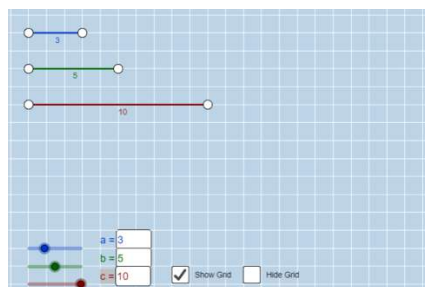 3
5
10
a = 3
b = 5
c = 10
Show Grid
Hide Grid